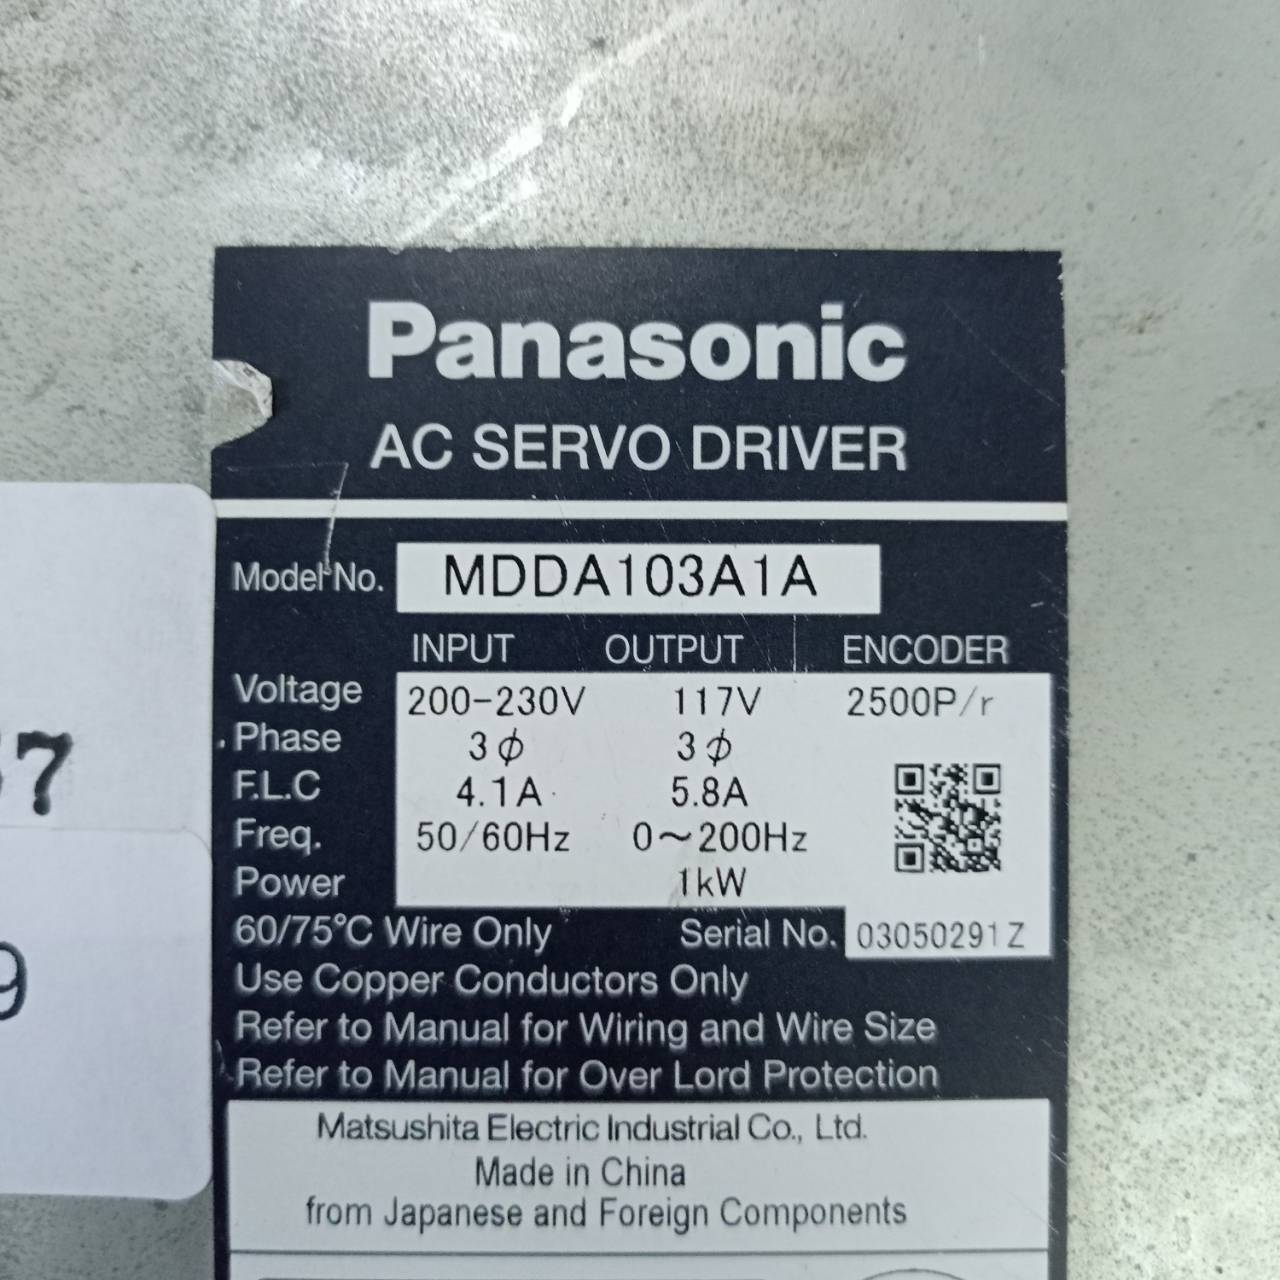 Panasonic
AC SERVO DRIVER
Model No. MDDA103A1A
INPUT OUTPUT ENCODER
Voltage 200-230V 117V 2500P/r
Phase 3ϕ 3ϕ
F.L.C 4.1A 5.8A
Freq. 50/60Hz 0~200Hz
Power 1kW
60/75°C Wire Only Serial No. 03050291Z
Use Copper Conductors Only
Refer to Manual for Wiring and Wire Size
Refer to Manual for Over Lord Protection
Matsushita Electric Industrial Co., Ltd.
Made in China
from Japanese and Foreign Components
7
9